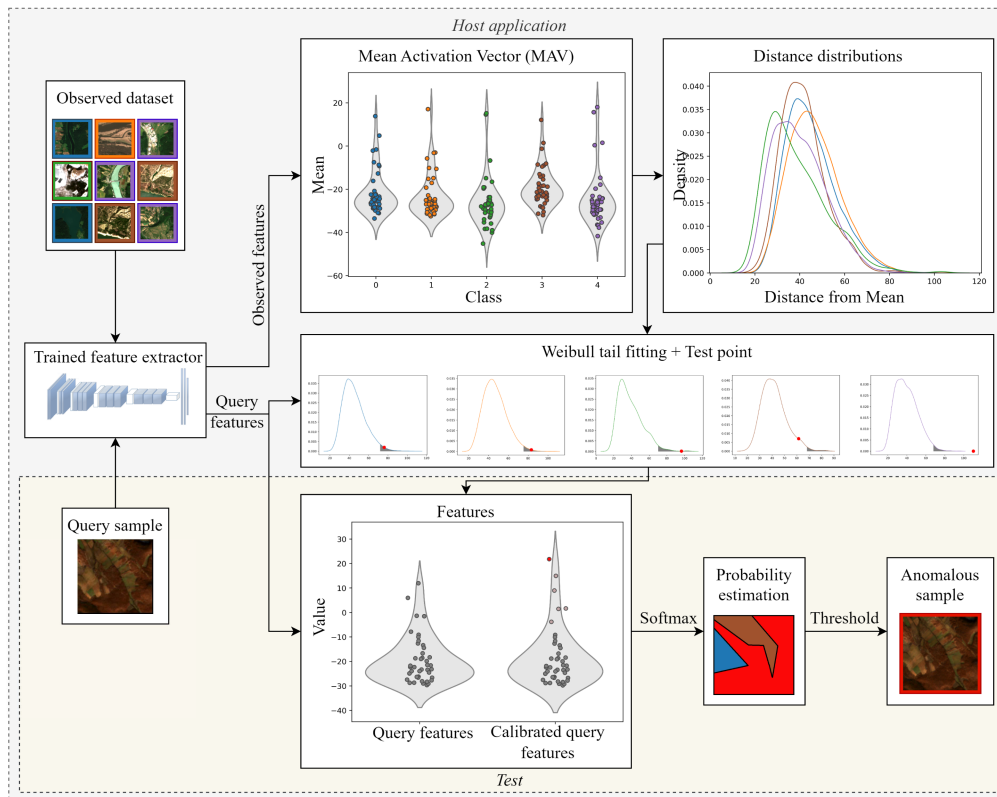 Host application
Observed dataset
Mean Activation Vector (MAV)
Mean
20
0
−20
−40
−60
0 1 2 3 4
Class
Distance distributions
Density
0.040
0.035
0.030
0.025
0.020
0.015
0.010
0.005
0.000
0 20 40 60 80 100 120
Distance from Mean
Observed features
Trained feature extractor
Query
features
Weibull tail fitting + Test point
Query sample
Features
Value
30
20
10
0
−10
−20
−30
−40
Query features
Calibrated query
features
Softmax
Probability
estimation
Threshold
Anomalous
sample
Test